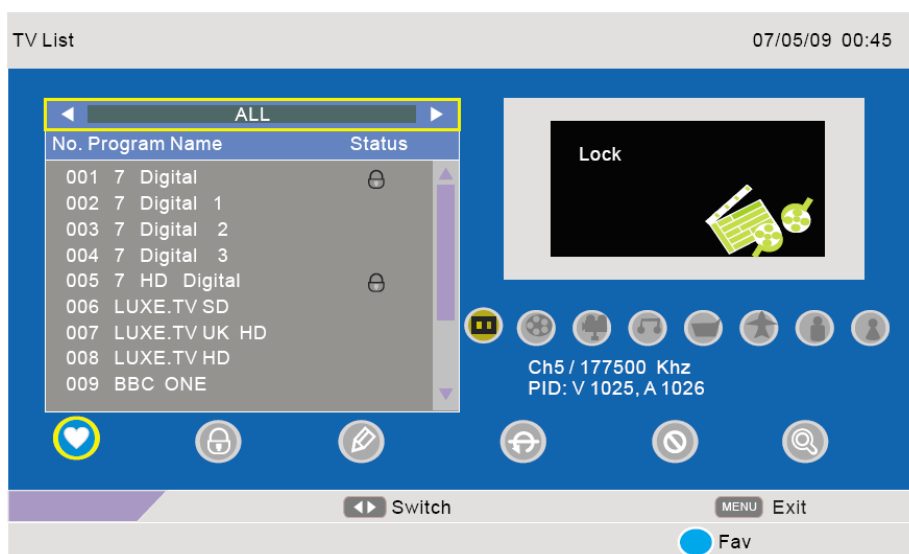 TV List 07/05/09 00:45
ALL
No. Program Name Status
001 7 Digital
002 7 Digital 1
003 7 Digital 2
004 7 Digital 3
005 7 HD Digital
006 LUXE.TV SD
007 LUXE.TV UK HD
008 LUXE.TV HD
009 BBC ONE
Lock
Ch5 / 177500 Khz
PID: V 1025, A 1026
Switch
MENU Exit
Fav